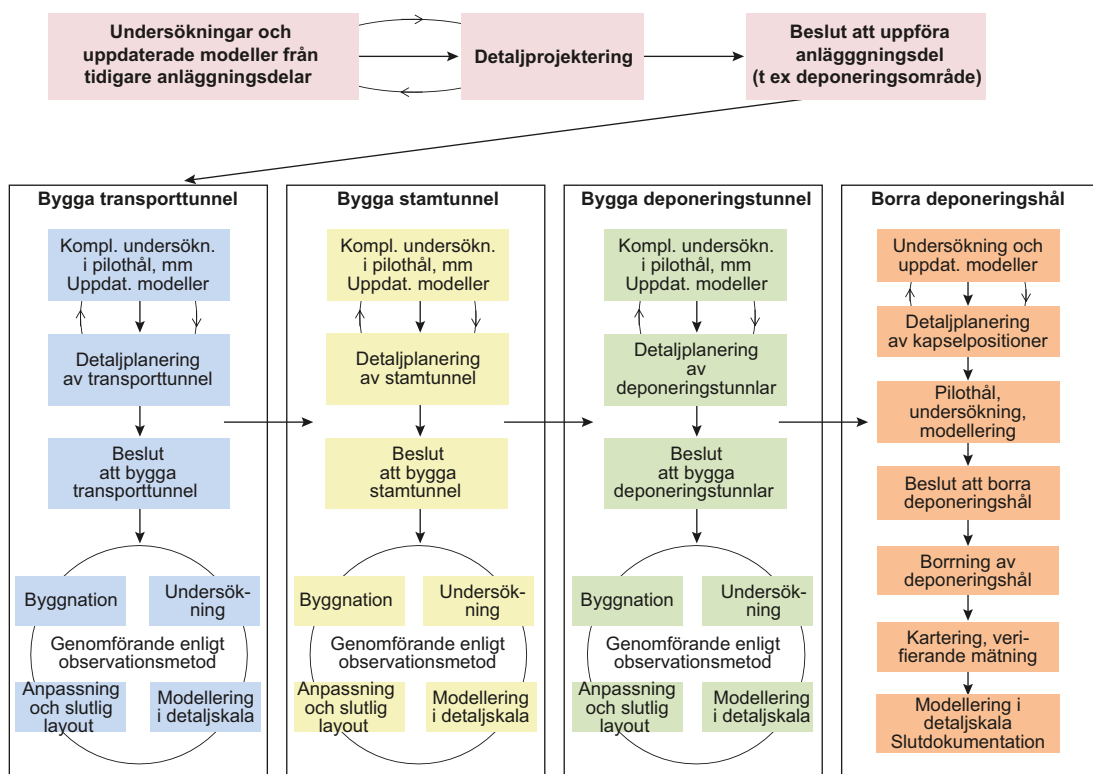 Undersökningar och
uppdaterade modeller från
tidigare anläggningsdelar
Detaljprojektering
Beslut att uppföra
anläggggningsdel
(t ex deponeringsområde)
Bygga transporttunnel
Kompl. undersökn.
i pilothål, mm
Uppdat. modeller
Detaljplanering
av transporttunnel
Beslut
att bygga
transporttunnel
Byggnation
Undersök-
ning
Genomförande enligt
observationsmetod
Anpassning
och slutlig
layout
Modellering
i detaljskala
Bygga stamtunnel
Kompl. undersökn.
i pilothål, mm
Uppdat. modeller
Detaljplanering
av stamtunnel
Beslut
att bygga
stamtunnel
Byggnation
Undersök-
ning
Genomförande enligt
observationsmetod
Anpassning
och slutlig
layout
Modellering
i detaljskala
Bygga deponeringstunnel
Kompl. undersökn.
i pilothål, mm
Uppdat. modeller
Detaljplanering
av
deponeringstunnlar
Beslut
att bygga
deponeringstunnlar
Byggnation
Undersök-
ning
Genomförande enligt
observationsmetod
Anpassning
och slutlig
layout
Modellering
i detaljskala
Borra deponeringshål
Undersökning och
uppdat. modeller
Detaljplanering
av kapselpositioner
Pilothål,
undersökning,
modellering
Beslut att borra
deponeringshål
Borrning av
deponeringshål
Kartering, veri-
fierande mätning
Modellering i
detaljskala
Slutdokumentation